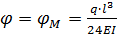 φ = φ_M = q·l³/24EI